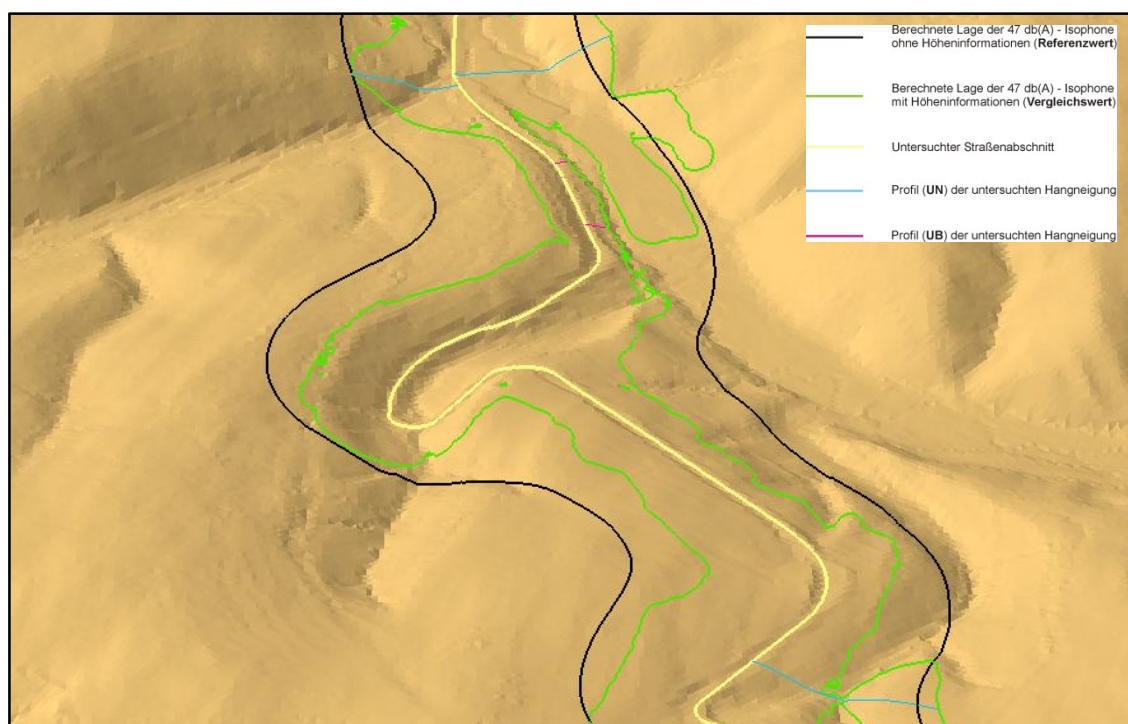 Berechnete Lage der 47 db(A) - Isophone
ohne Höheninformationen (Referenzwert)
Berechnete Lage der 47 db(A) - Isophone
mit Höheninformationen (Vergleichswert)
Untersuchter Straßenabschnitt
Profil (UN) der untersuchten Hangneigung
Profil (UB) der untersuchten Hangneigung